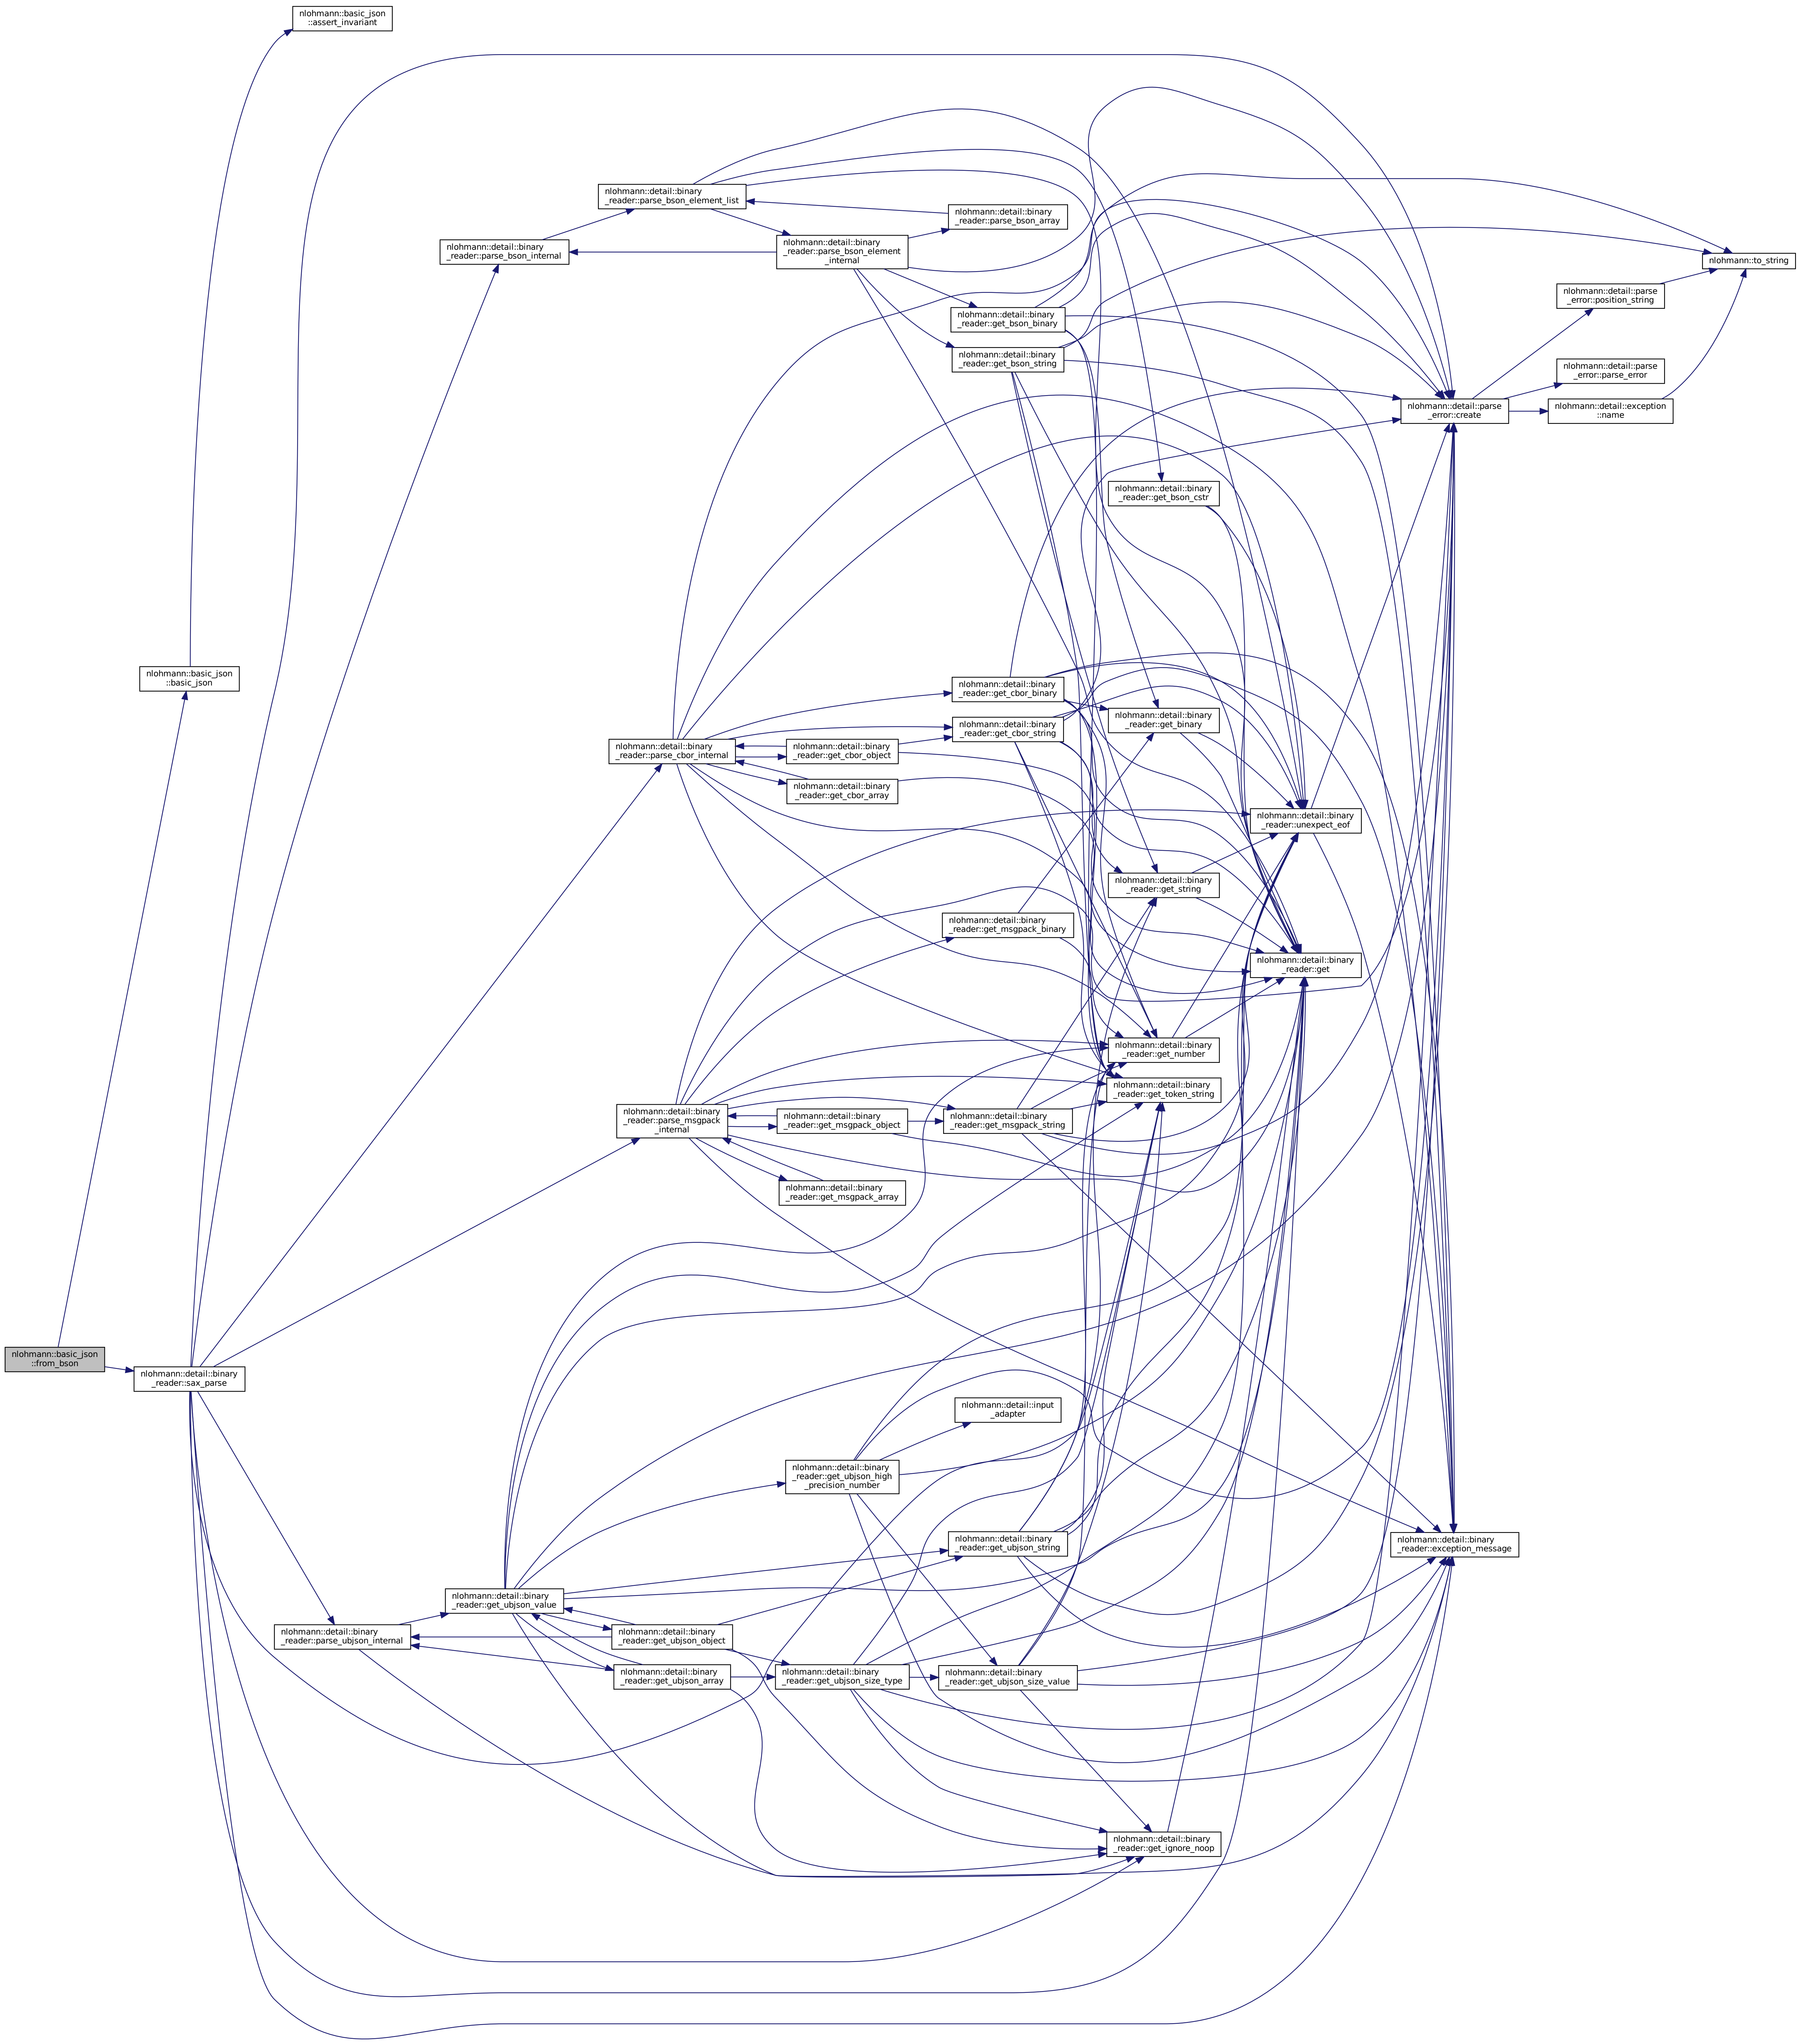 nlohmann::basic_json
::assert_invariant
nlohmann::detail::binary
_reader::parse_bson_element_list
nlohmann::detail::binary
_reader::parse_bson_array
nlohmann::detail::binary
_reader::parse_bson_internal
nlohmann::detail::binary
_reader::parse_bson_element
_internal
nlohmann::to_string
nlohmann::detail::parse
_error::position_string
nlohmann::detail::binary
_reader::get_bson_binary
nlohmann::detail::binary
_reader::get_bson_string
nlohmann::detail::parse
_error::parse_error
nlohmann::detail::parse
_error::create
nlohmann::detail::exception
::name
nlohmann::detail::binary
_reader::get_bson_cstr
nlohmann::basic_json
::basic_json
nlohmann::detail::binary
_reader::get_cbor_binary
nlohmann::detail::binary
_reader::get_binary
nlohmann::detail::binary
_reader::get_cbor_string
nlohmann::detail::binary
_reader::parse_cbor_internal
nlohmann::detail::binary
_reader::get_cbor_object
nlohmann::detail::binary
_reader::get_cbor_array
nlohmann::detail::binary
_reader::unexpect_eof
nlohmann::detail::binary
_reader::get_string
nlohmann::detail::binary
_reader::get_msgpack_binary
nlohmann::detail::binary
_reader::get
nlohmann::detail::binary
_reader::get_number
nlohmann::detail::binary
_reader::get_token_string
nlohmann::detail::binary
_reader::parse_msgpack
_internal
nlohmann::detail::binary
_reader::get_msgpack_object
nlohmann::detail::binary
_reader::get_msgpack_string
nlohmann::detail::binary
_reader::get_msgpack_array
nlohmann::basic_json
::from_bson
nlohmann::detail::binary
_reader::sax_parse
nlohmann::detail::input
_adapter
nlohmann::detail::binary
_reader::get_ubjson_high
_precision_number
nlohmann::detail::binary
_reader::get_ubjson_string
nlohmann::detail::binary
_reader::exception_message
nlohmann::detail::binary
_reader::get_ubjson_value
nlohmann::detail::binary
_reader::parse_ubjson_internal
nlohmann::detail::binary
_reader::get_ubjson_object
nlohmann::detail::binary
_reader::get_ubjson_array
nlohmann::detail::binary
_reader::get_ubjson_size_type
nlohmann::detail::binary
_reader::get_ubjson_size_value
nlohmann::detail::binary
_reader::get_ignore_noop